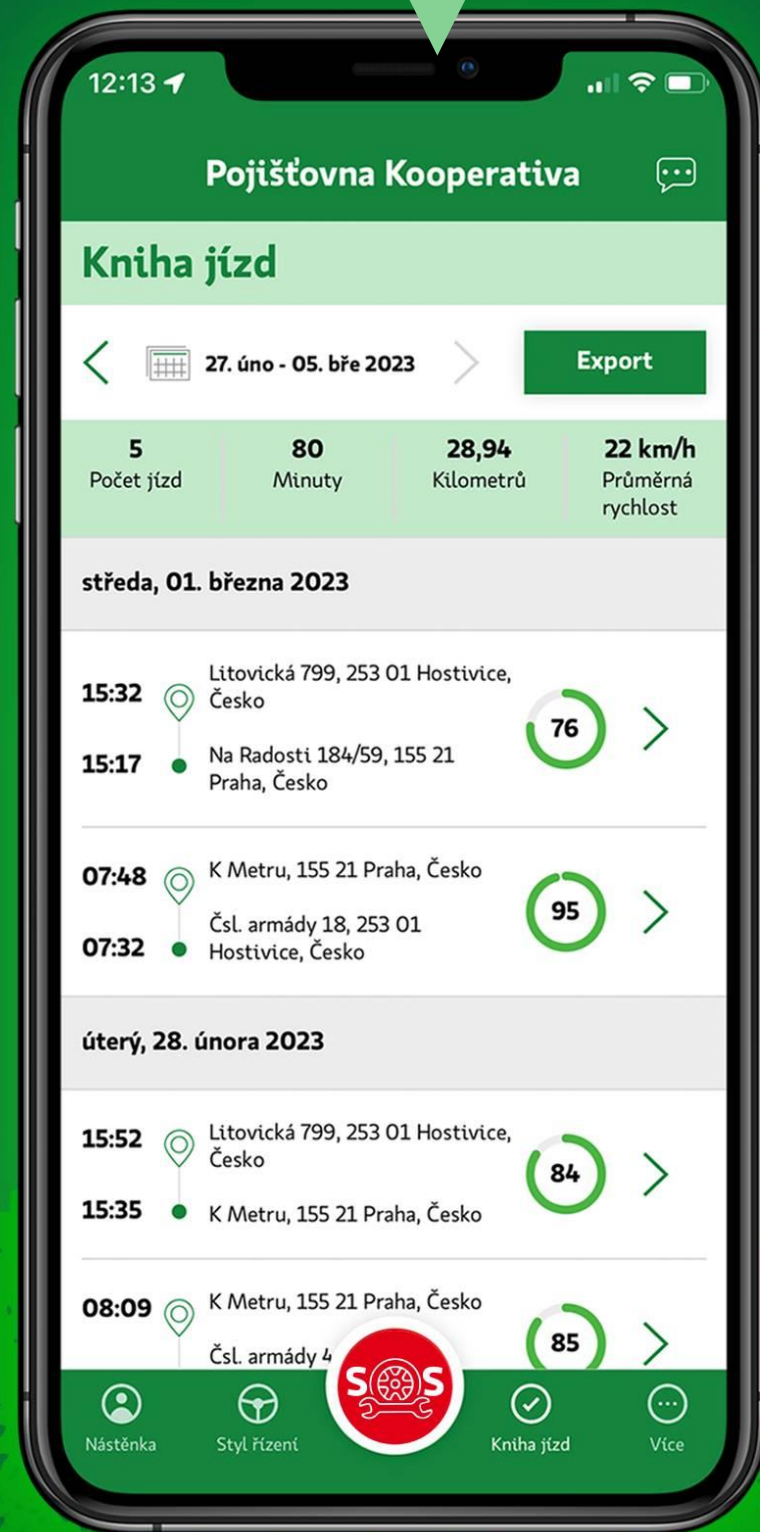 12:13
Pojišťovna Kooperativa
Kniha jízd
27. úno - 05. bře 2023
Export
5
Počet jízd
80
Minuty
28,94
Kilometrů
22 km/h
Průměrná
rychlost
středa, 01. března 2023
15:32
Litovická 799, 253 01 Hostivice,
Česko
15:17
Na Radosti 184/59, 155 21
Praha, Česko
76
07:48
K Metru, 155 21 Praha, Česko
07:32
Čsl. armády 18, 253 01
Hostivice, Česko
95
úterý, 28. února 2023
15:52
Litovická 799, 253 01 Hostivice,
Česko
15:35
K Metru, 155 21 Praha, Česko
84
08:09
K Metru, 155 21 Praha, Česko
Čsl. armády 4
85
SOS
Nástěnka
Styl řízení
Kniha jízd
Více